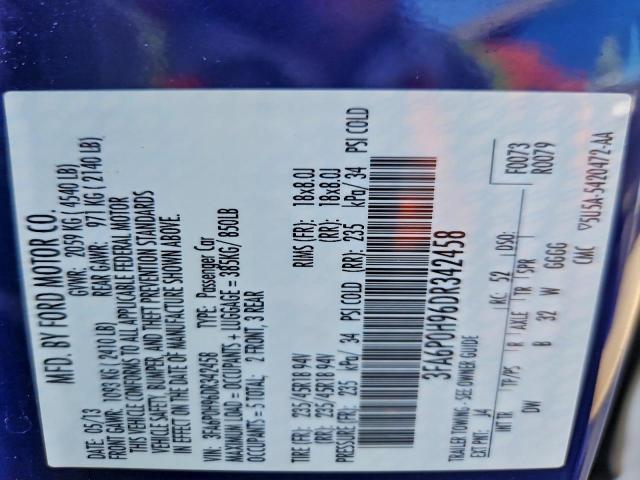 MFD. BY FORD MOTOR CO.
DATE: 05/13 GVWR: 2059 KG ( 4540 LB)
FRONT GAWR: 1093 KG (2410 LB) REAR GAWR: 971 KG ( 2140 LB)
THIS VEHICLE CONFORMS TO ALL APPLICABLE FEDERAL MOTOR
VEHICLE SAFETY, BUMPER, AND THEFT PREVENTION STANDARDS
IN EFFECT ON THE DATE OF MANUFACTURE SHOWN ABOVE.
VIN: 3FA6P0H96DR342458 TYPE: Passenger Car
MAXIMUM LOAD = OCCUPANTS + LUGGAGE = 385KG/ 850LB
OCCUPANTS = 5 TOTAL; 2 FRONT, 3 REAR
TIRE (FR): 235/45R18 94V RIMS (FR): 18x8.0J
TIRE (RR): 235/45R18 94V (RR): 18x8.0J
PRESSURE (FR): 235 kPa/ 34 PSI COLD (RR): 235 kPa/ 34 PSI COLD
3FA6P0H96DR342458
TRAILER TOWING - SEE OWNER GUIDE
F0073
R0079
EXT PNT: J4 RC: 52 DSO:
INT TR TP/PS R AXLE TR SPR
DW B 32 W GGGG
CMC 5U5A-5420472-AA